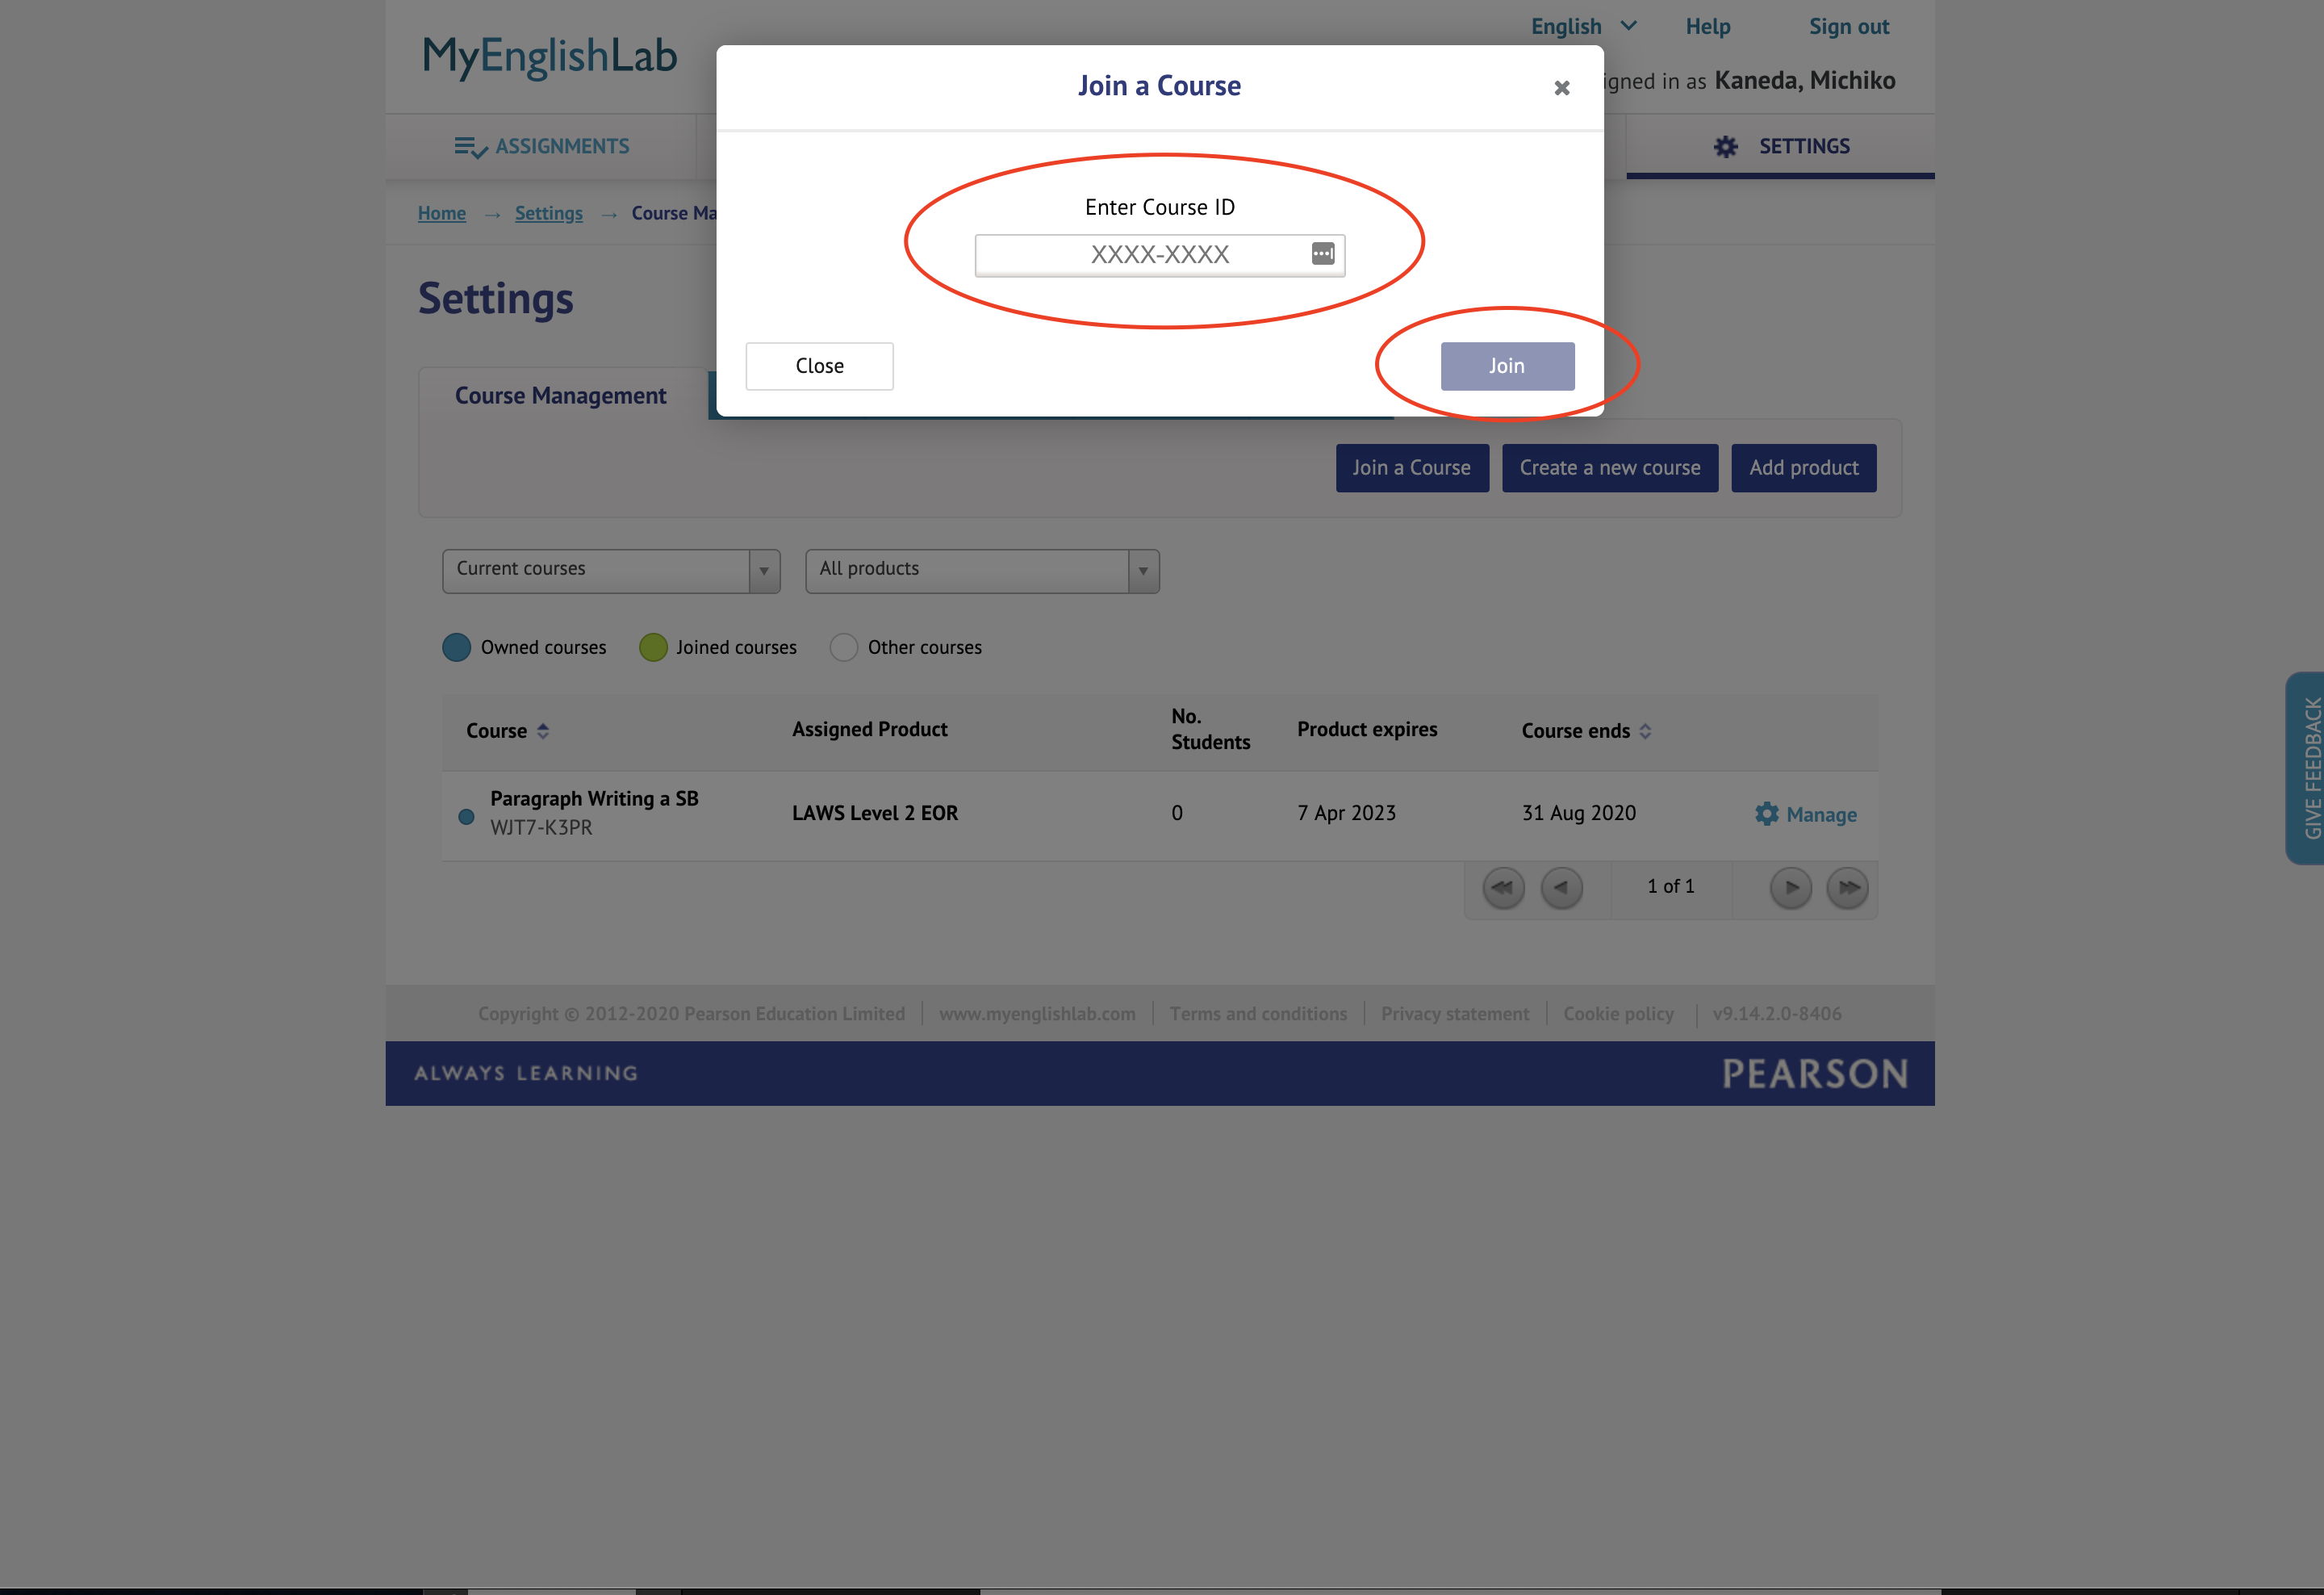 MyEnglishLab
English Help Sign out
igned in as Kaneda, Michiko
Join a Course
ASSIGNMENTS
SETTINGS
Home → Settings → Course Ma
Enter Course ID
XXXX-XXXX
Settings
Close
Join
Course Management
Join a Course Create a new course Add product
Current courses All products
Owned courses Joined courses Other courses
Course Assigned Product No. Students Product expires Course ends
Paragraph Writing a SB
WJT7-K3PR
LAWS Level 2 EOR 0 7 Apr 2023 31 Aug 2020 Manage
1 of 1
GIVE FEEDBACK
Copyright © 2012-2020 Pearson Education Limited www.myenglishlab.com Terms and conditions Privacy statement Cookie policy v9.14.2.0-8406
ALWAYS LEARNING PEARSON